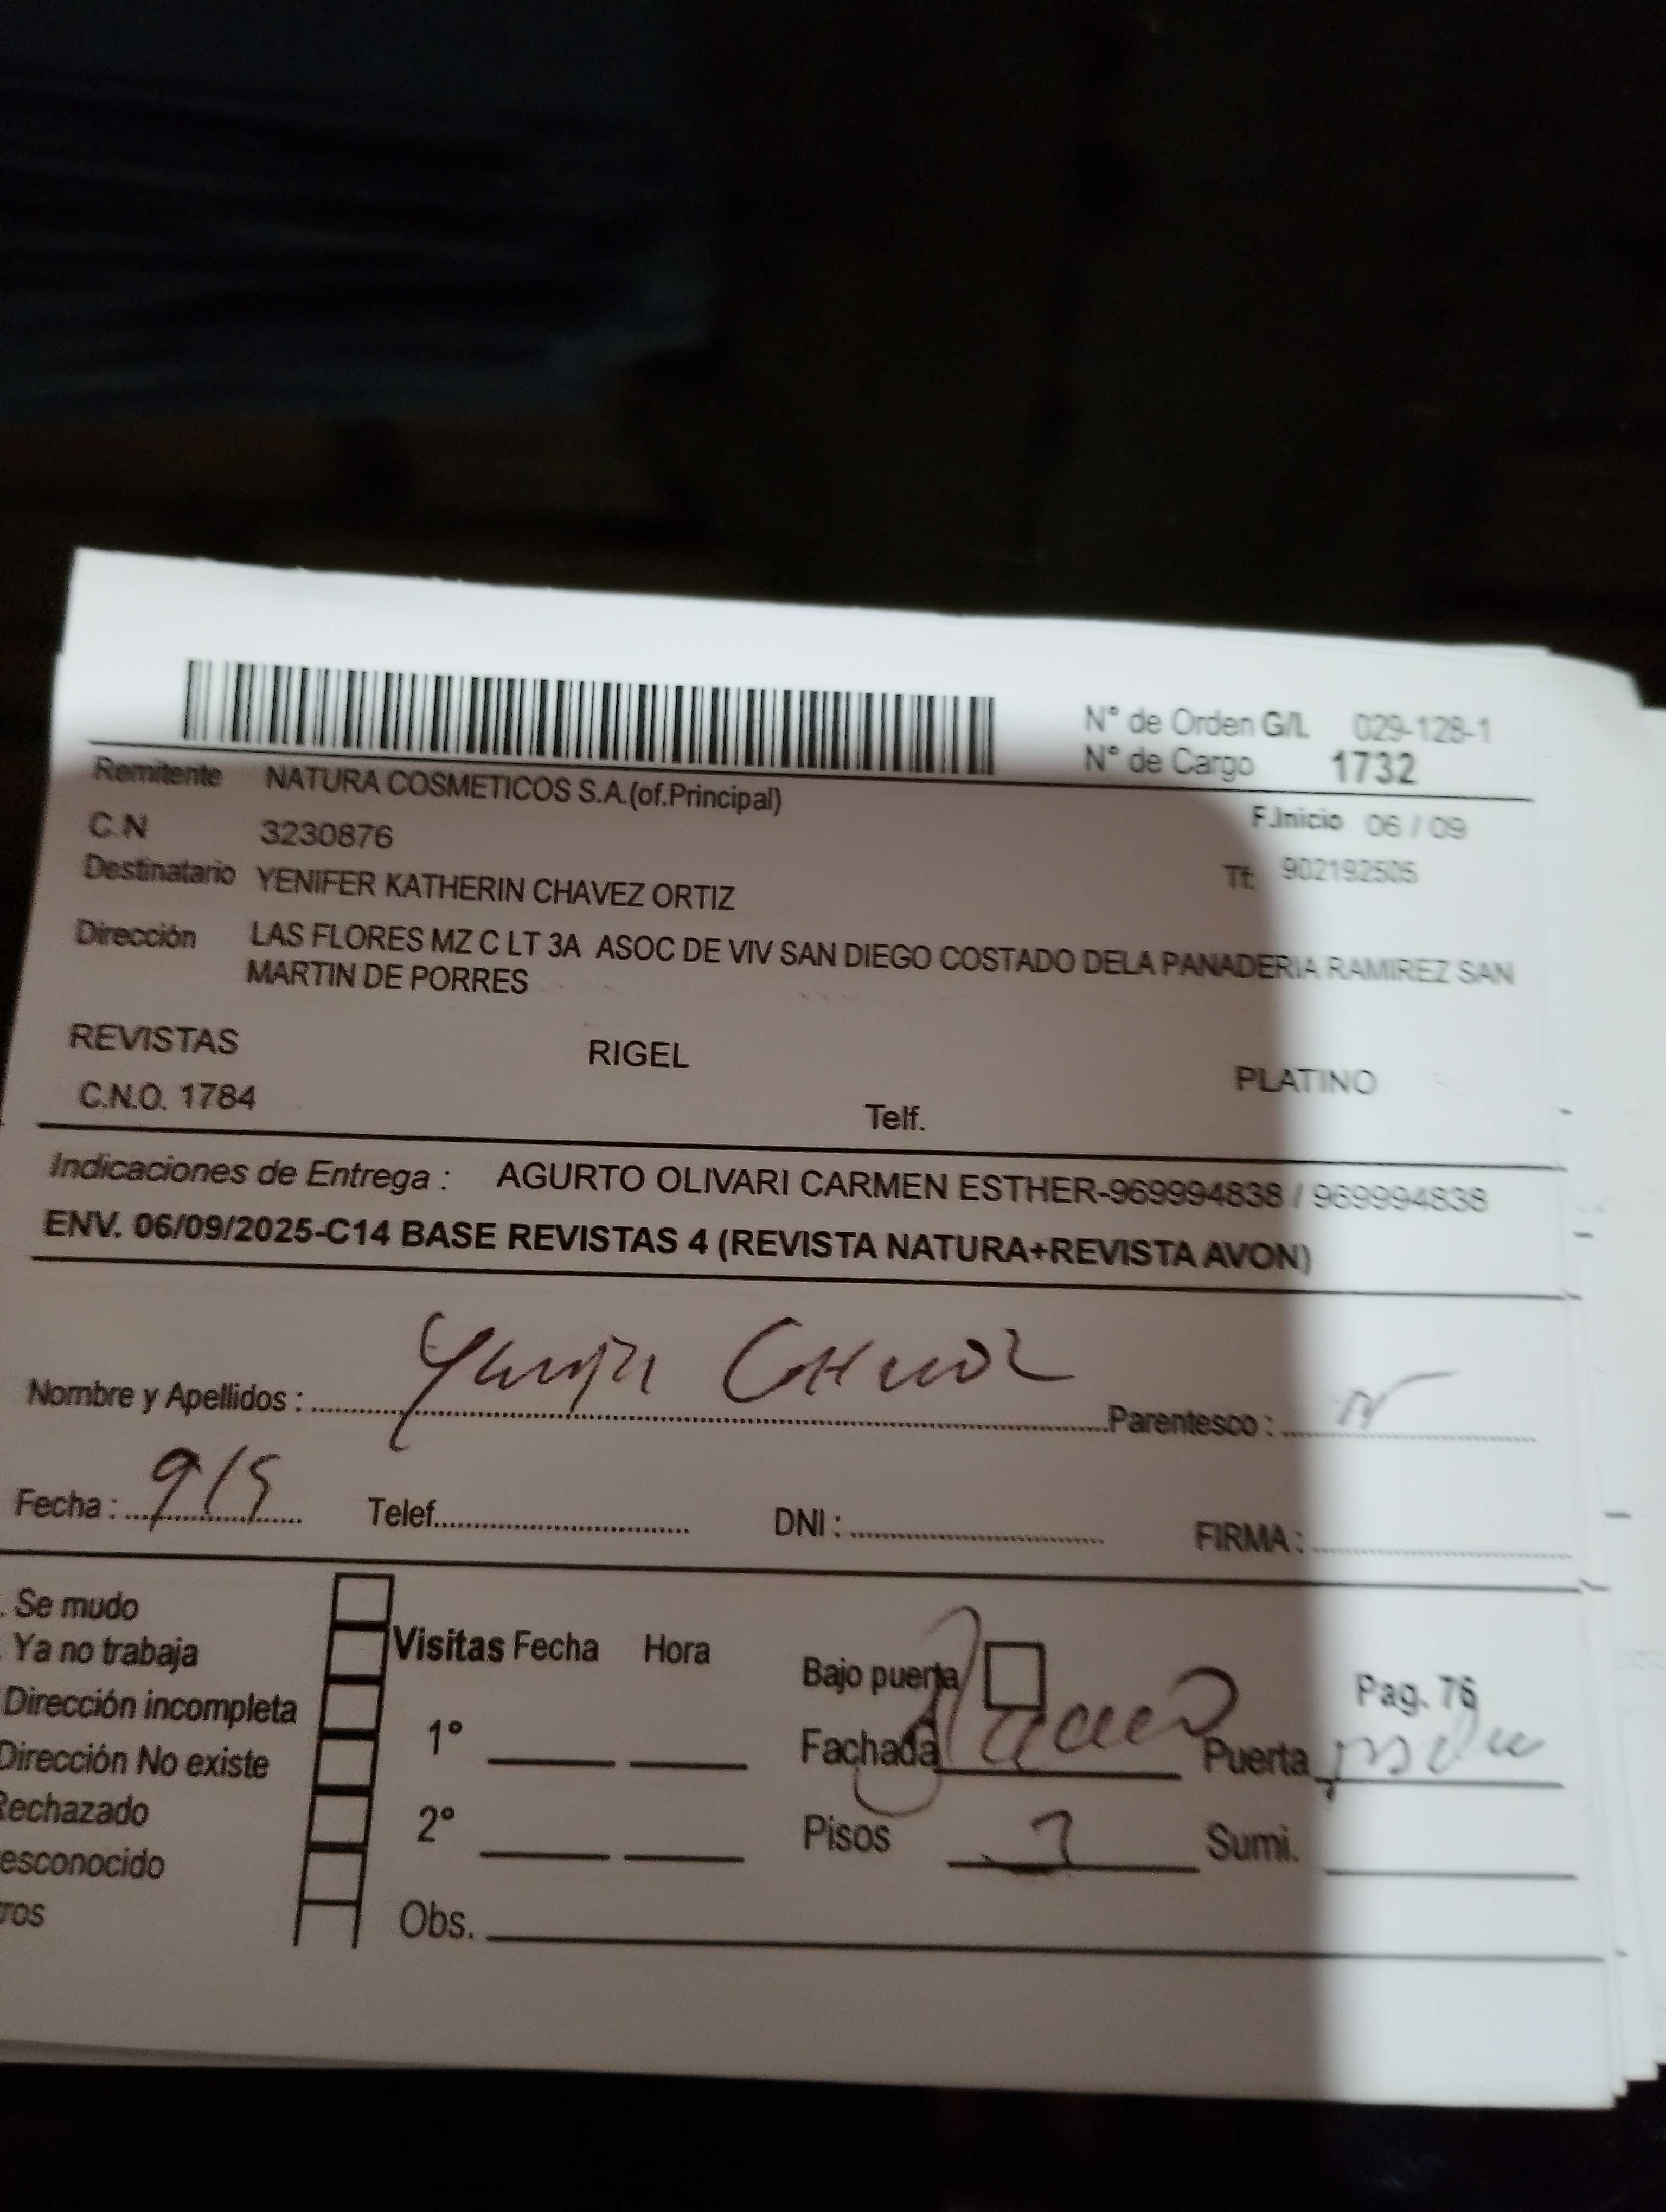 N° de Orden G/L 029-128-1
N° de Cargo 1732
Remitente NATURA COSMETICOS S.A.(of.Principal)
F.Inicio 06 / 09
C.N 3230876
Tf: 902192505
Destinatario YENIFER KATHERIN CHAVEZ ORTIZ
Dirección LAS FLORES MZ C LT 3A ASOC DE VIV SAN DIEGO COSTADO DELA PANADERIA RAMIREZ SAN
MARTIN DE PORRES
REVISTAS RIGEL PLATINO
C.N.O. 1784 Telf.
Indicaciones de Entrega : AGURTO OLIVARI CARMEN ESTHER-969994838 / 969994838
ENV. 06/09/2025-C14 BASE REVISTAS 4 (REVISTA NATURA+REVISTA AVON)
Nombre y Apellidos : Parentesco :
Fecha : 9/5 Telef. DNI : FIRMA :
. Se mudo
Ya no trabaja
Dirección incompleta
Dirección No existe
Rechazado
esconocido
ros
Visitas Fecha Hora
1°
2°
Obs.
Bajo puerta Pag. 76
Fachada Puerta
Pisos Sumi.